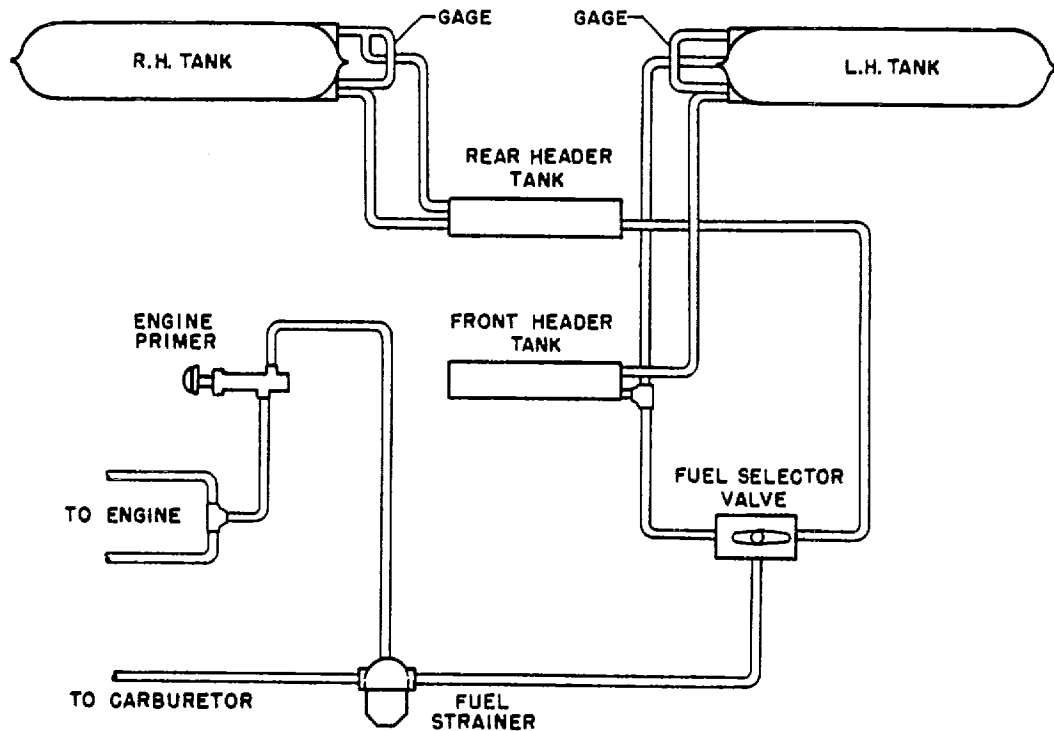 GAGE
GAGE
R.H. TANK
L.H. TANK
REAR HEADER
TANK
ENGINE
PRIMER
FRONT HEADER
TANK
FUEL SELECTOR
VALVE
TO ENGINE
TO CARBURETOR
FUEL
STRAINER